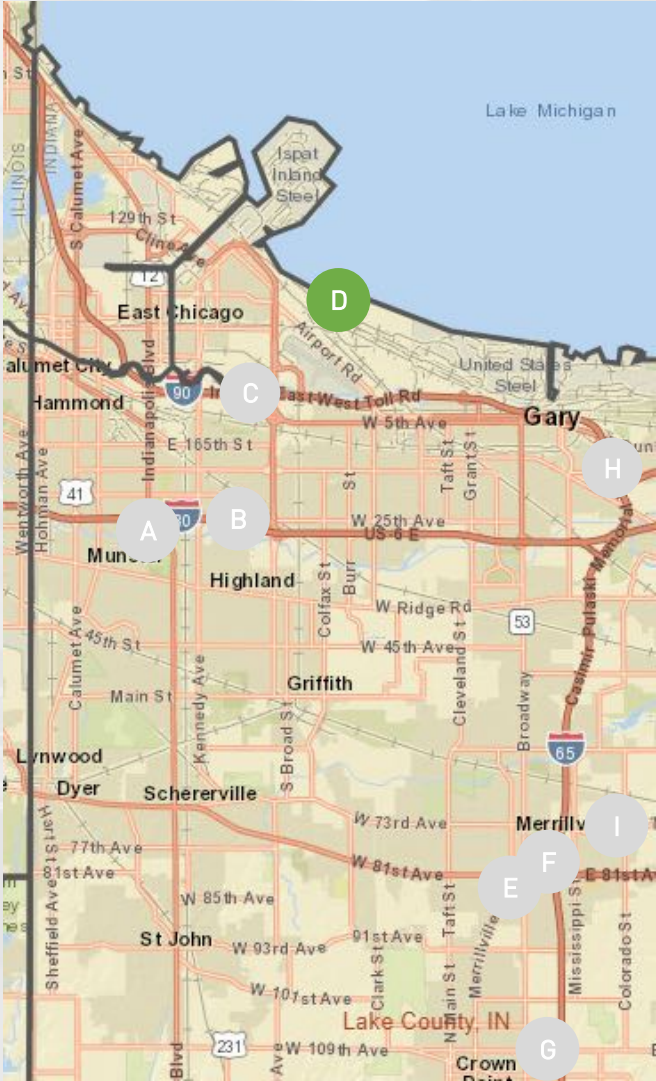 Lake Michigan
ILLINOIS
INDIANA
S Calumet Ave
Ispat
Inland
Steel
129th St
Cline Ave
12
East Chicago
D
Airport Rd
Indianapolis Blvd
Calumet City
90
C
East West Toll Rd
United States
Steel
Hammond
W 5th Ave
Gary
E 165th St
Taft St
Grant St
H
Wentworth Ave
Hohman Ave
41
St
A
80
B
W 25th Ave
US 6 E
Munster
Highland
Colfax St
Burr
W Ridge Rd
53
Casimir Pulaski Memorial
45th St
W 45th Ave
Calumet Ave
Cleveland St
Broadway
Kennedy Ave
Griffith
Main St
S Broad St
65
Lynwood
Dyer
Schererville
W 73rd Ave
Merrillv
I
Hart St
77th Ave
81st Ave
W 81st Ave
F
E
E 81st A
W 85th Ave
Sheffield Ave
Taft St
Merrillville
Mississippi St
Colorado St
St John
W 93rd Ave
91st Ave
Clark St
N Main St
W 101st Ave
Lake County, IN
231
W 109th Ave
G
Blvd
Ave
Crown
Point